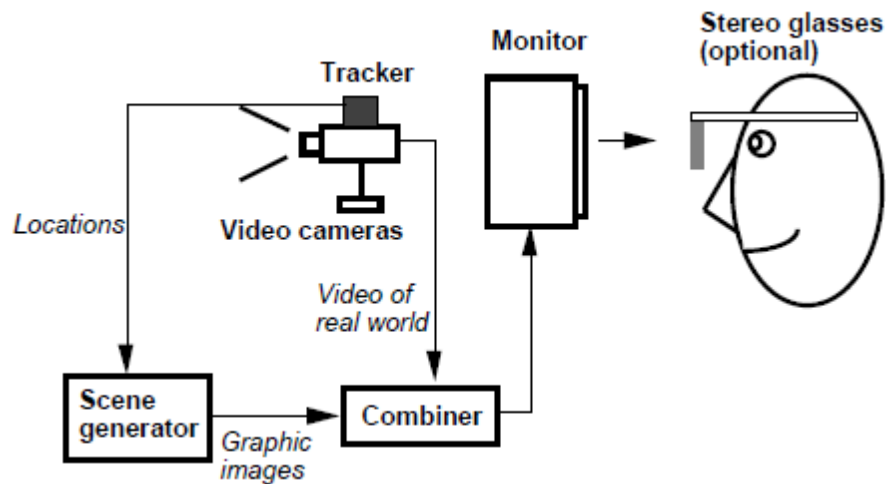 Stereo glasses
(optional)
Monitor
Tracker
Locations
Video cameras
Video of
real world
Scene
generator
Combiner
Graphic
images